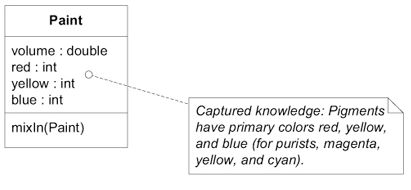 Paint
volume : double
red : int
yellow : int
blue : int
mixIn(Paint)
Captured knowledge: Pigments
have primary colors red, yellow,
and blue (for purists, magenta,
yellow, and cyan).